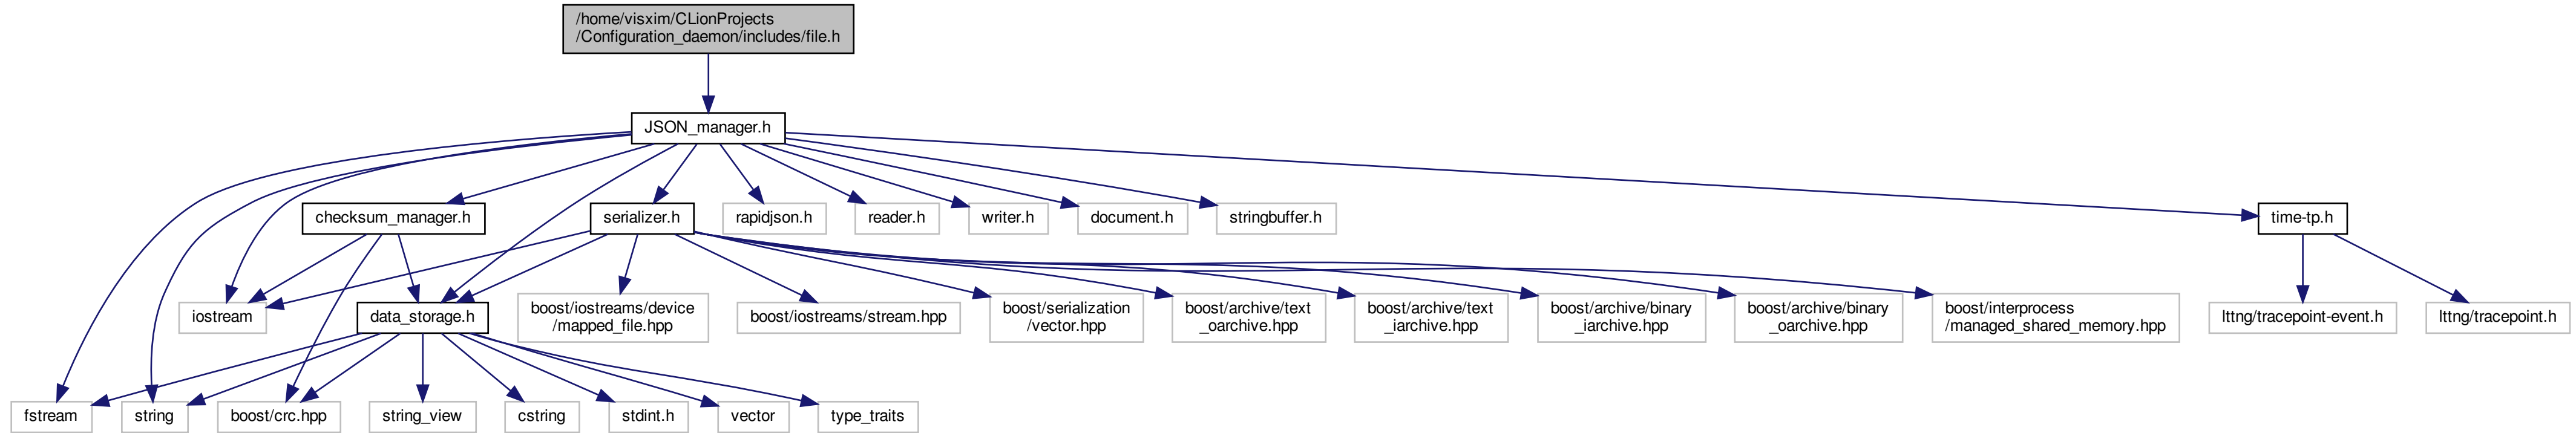 /home/visxim/CLionProjects
/Configuration_daemon/includes/file.h
JSON_manager.h
checksum_manager.h
serializer.h
rapidjson.h
reader.h
writer.h
document.h
stringbuffer.h
time-tp.h
iostream
data_storage.h
boost/iostreams/device
/mapped_file.hpp
boost/iostreams/stream.hpp
boost/serialization
/vector.hpp
boost/archive/text
_oarchive.hpp
boost/archive/text
_iarchive.hpp
boost/archive/binary
_iarchive.hpp
boost/archive/binary
_oarchive.hpp
boost/interprocess
/managed_shared_memory.hpp
lttng/tracepoint-event.h
lttng/tracepoint.h
fstream
string
boost/crc.hpp
string_view
cstring
stdint.h
vector
type_traits